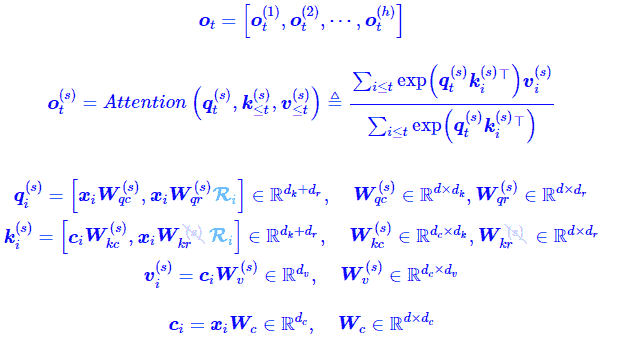 o_t = [o_t^{(1)}, o_t^{(2)}, ⋯, o_t^{(h)}]
o_t^{(s)} = Attention (q_t^{(s)}, k_{≤t}^{(s)}, v_{≤t}^{(s)}) ≜ \frac{∑_{i≤t} exp(q_t^{(s)} k_i^{(s)⊤}) v_i^{(s)}}{∑_{i≤t} exp(q_t^{(s)} k_i^{(s)⊤})}
q_i^{(s)} = [x_i W_{qc}^{(s)}, x_i W_{qr}^{(s)} R_i] ∈ ℝ^{d_k+d_r}, W_{qc}^{(s)} ∈ ℝ^{d×d_k}, W_{qr}^{(s)} ∈ ℝ^{d×d_r}
k_i^{(s)} = [c_i W_{kc}^{(s)}, x_i W_{kr}^{(s)} R_i] ∈ ℝ^{d_k+d_r}, W_{kc}^{(s)} ∈ ℝ^{d_c×d_k}, W_{kr}^{(s)} ∈ ℝ^{d×d_r}
v_i^{(s)} = c_i W_v^{(s)} ∈ ℝ^{d_v}, W_v^{(s)} ∈ ℝ^{d_c×d_v}
c_i = x_i W_c ∈ ℝ^{d_c}, W_c ∈ ℝ^{d×d_c}